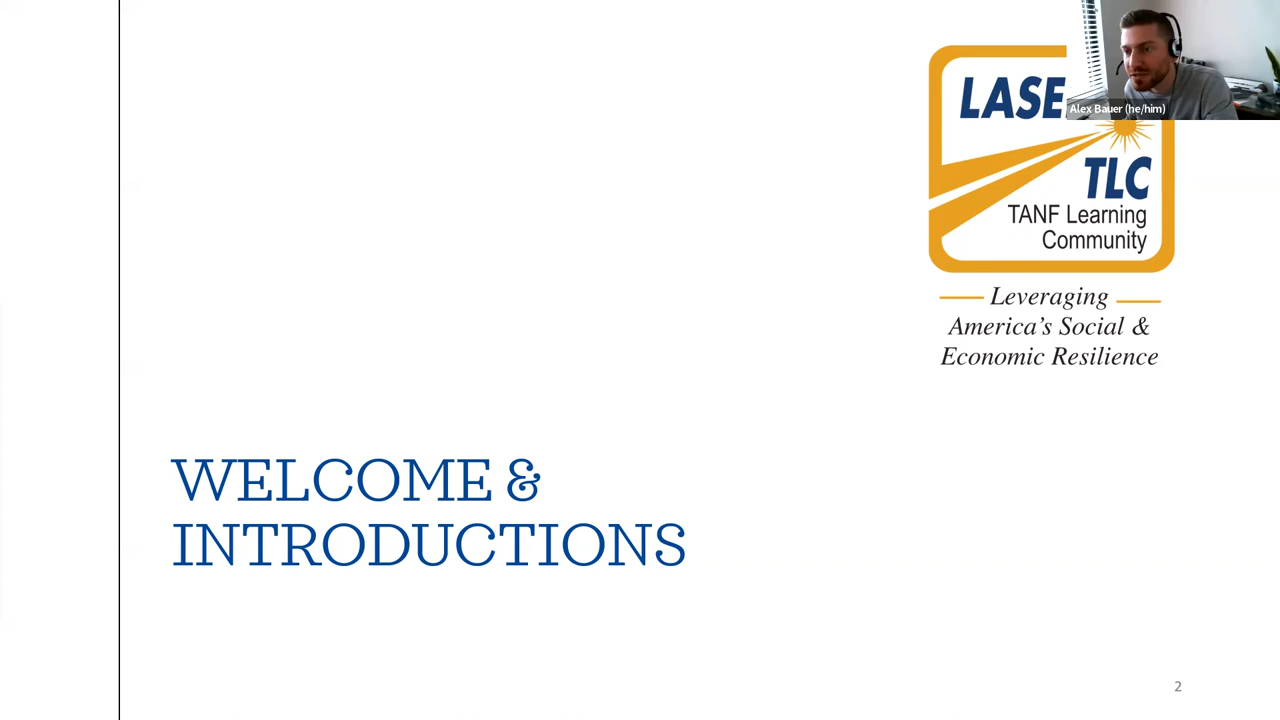 LASE
Alex Bauer (he/him)
TLC
TANF Learning
Community
Leveraging
America's Social &
Economic Resilience
WELCOME &
INTRODUCTIONS
2